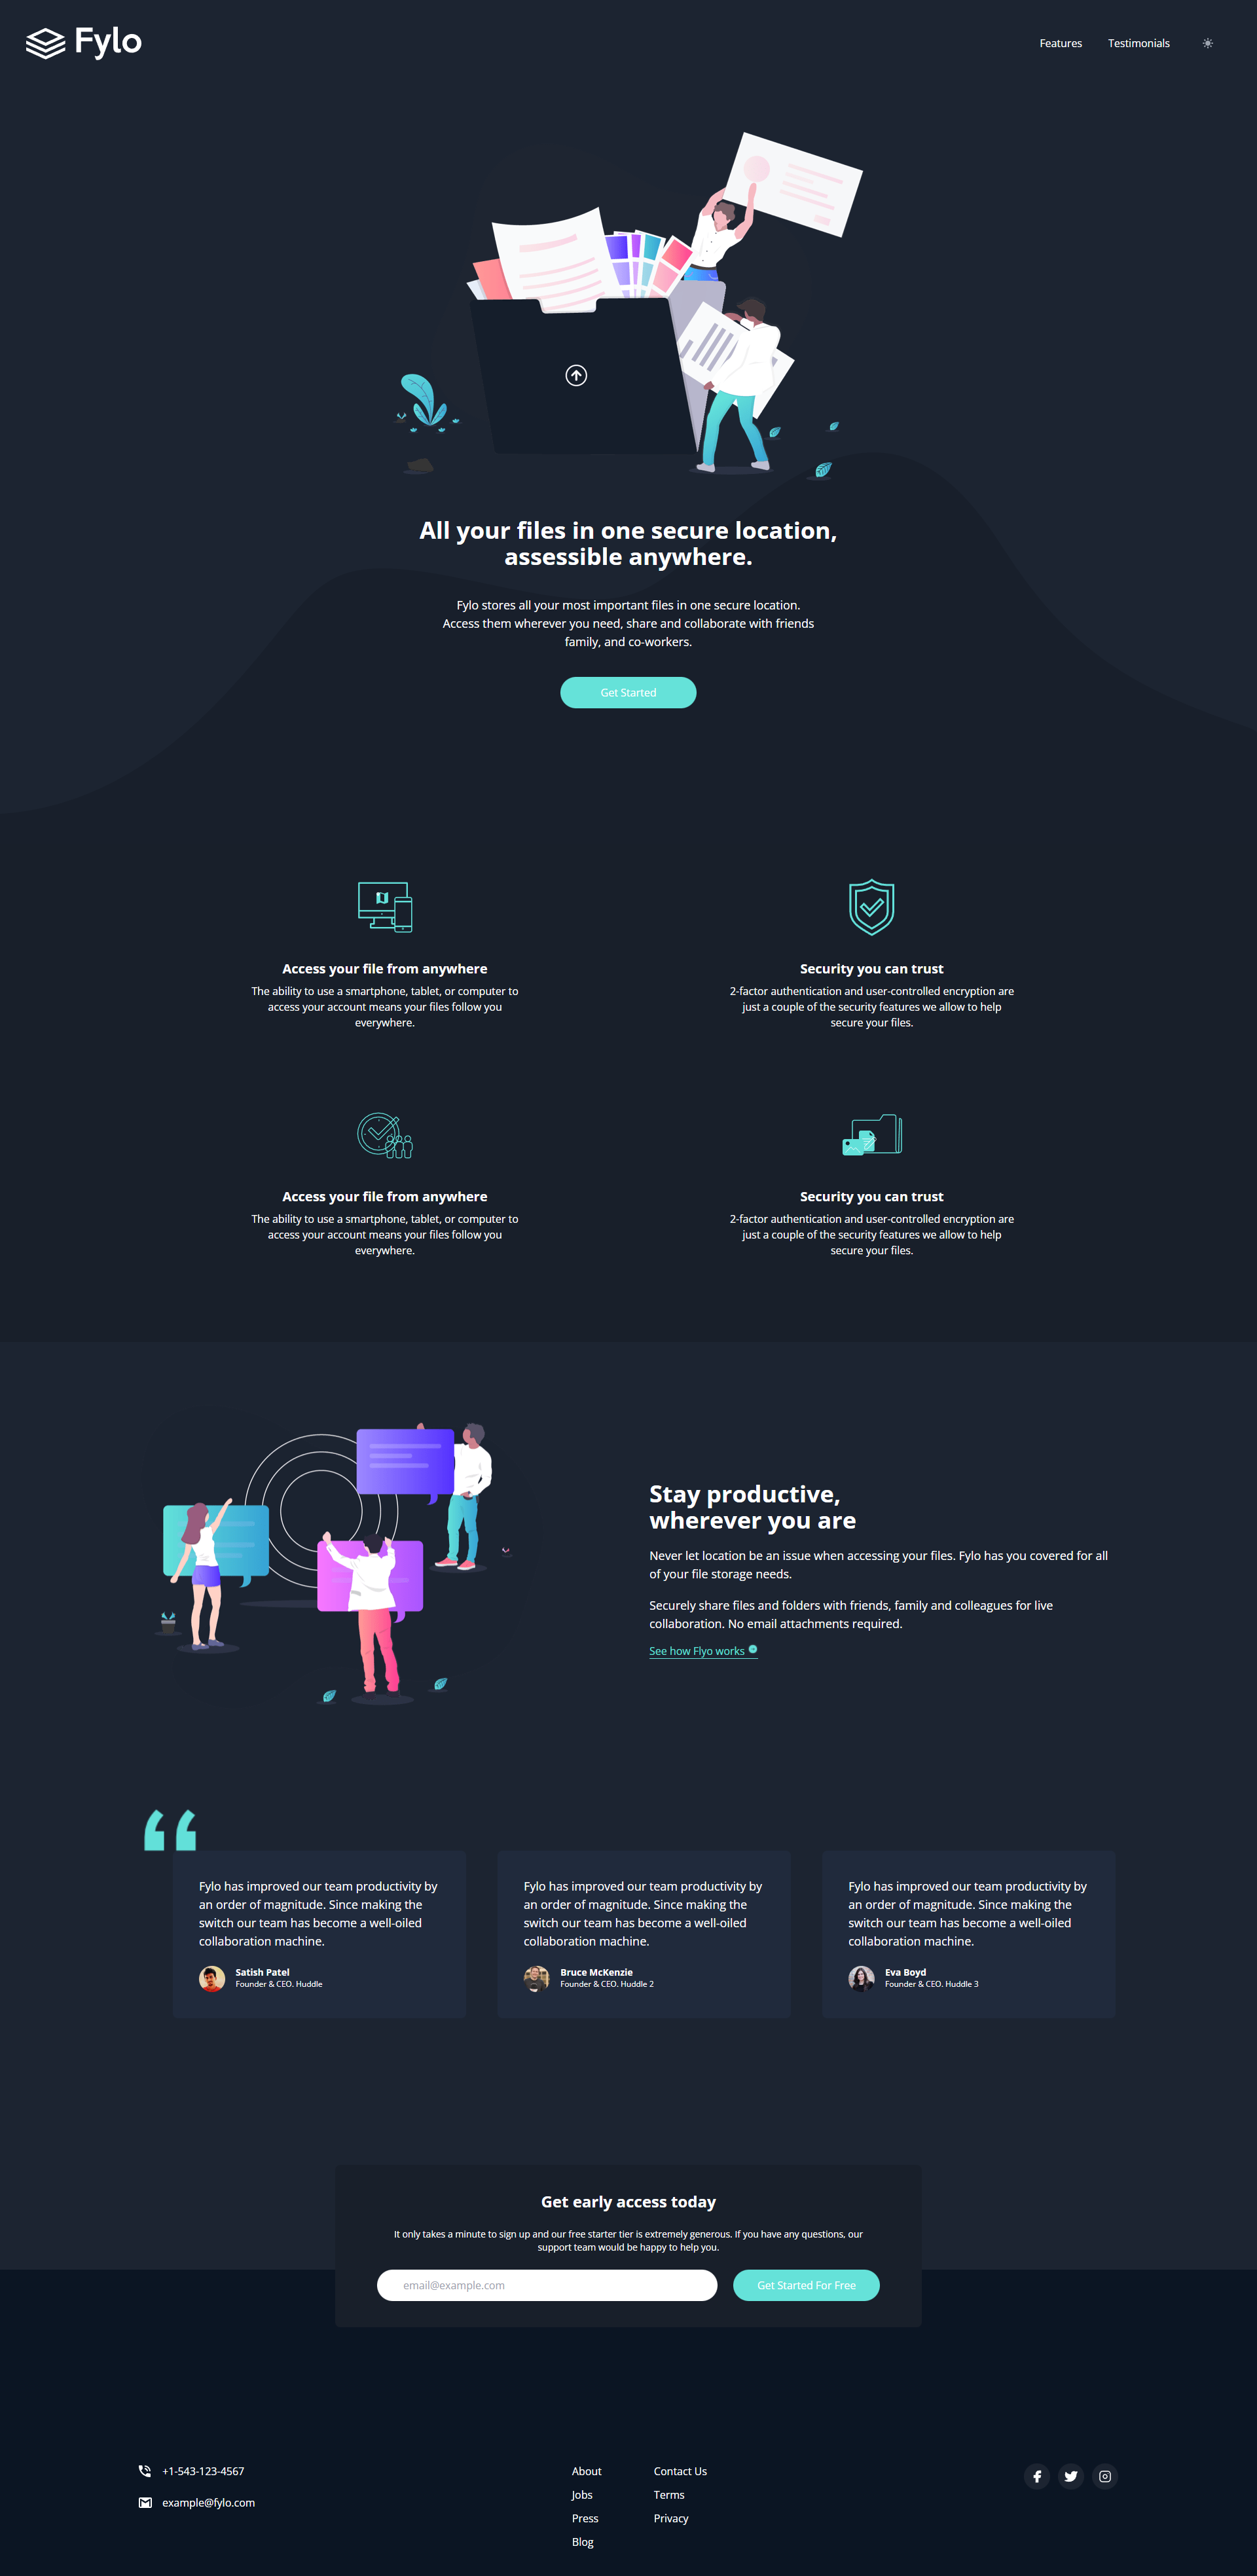 Fylo
Features
Testimonials
All your files in one secure location,
assessible anywhere.
Fylo stores all your most important files in one secure location.
Access them wherever you need, share and collaborate with friends
family, and co-workers.
Get Started
Access your file from anywhere
The ability to use a smartphone, tablet, or computer to
access your account means your files follow you
everywhere.
Security you can trust
2-factor authentication and user-controlled encryption are
just a couple of the security features we allow to help
secure your files.
Access your file from anywhere
The ability to use a smartphone, tablet, or computer to
access your account means your files follow you
everywhere.
Security you can trust
2-factor authentication and user-controlled encryption are
just a couple of the security features we allow to help
secure your files.
Stay productive,
wherever you are
Never let location be an issue when accessing your files. Fylo has you covered for all
of your file storage needs.
Securely share files and folders with friends, family and colleagues for live
collaboration. No email attachments required.
See how Flyo works
Fylo has improved our team productivity by
an order of magnitude. Since making the
switch our team has become a well-oiled
collaboration machine.
Satish Patel
Founder & CEO. Huddle
Fylo has improved our team productivity by
an order of magnitude. Since making the
switch our team has become a well-oiled
collaboration machine.
Bruce McKenzie
Founder & CEO. Huddle 2
Fylo has improved our team productivity by
an order of magnitude. Since making the
switch our team has become a well-oiled
collaboration machine.
Eva Boyd
Founder & CEO. Huddle 3
Get early access today
It only takes a minute to sign up and our free starter tier is extremely generous. If you have any questions, our
support team would be happy to help you.
email@example.com
Get Started For Free
+1-543-123-4567
example@fylo.com
About
Jobs
Press
Blog
Contact Us
Terms
Privacy